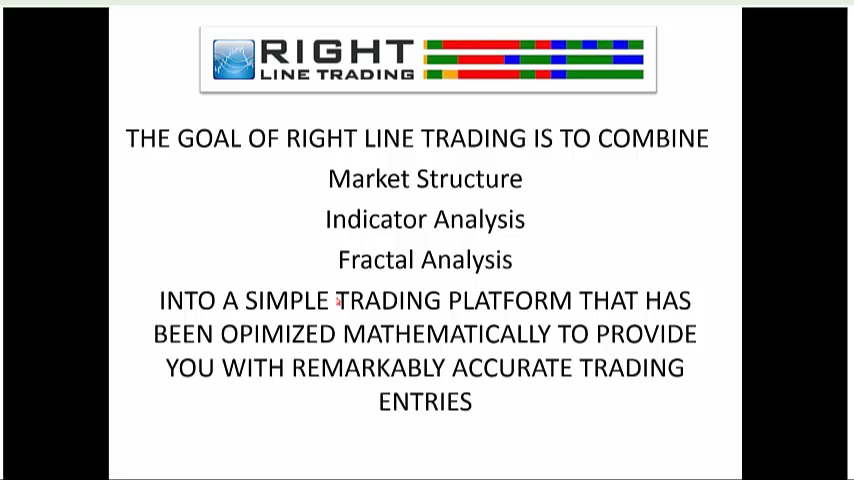 RIGHT
LINE TRADING
THE GOAL OF RIGHT LINE TRADING IS TO COMBINE
Market Structure
Indicator Analysis
Fractal Analysis
INTO A SIMPLE TRADING PLATFORM THAT HAS
BEEN OPIMIZED MATHEMATICALLY TO PROVIDE
YOU WITH REMARKABLY ACCURATE TRADING
ENTRIES